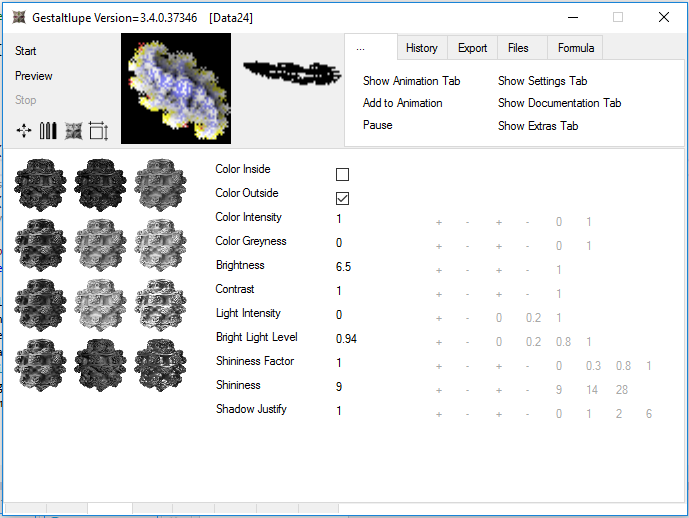 Gestaltlupe Version=3.4.0.37346 [Data24]
Start
Preview
Stop
... History Export Files Formula
Show Animation Tab Show Settings Tab
Add to Animation Show Documentation Tab
Pause Show Extras Tab
Color Inside
Color Outside
Color Intensity 1 + - + - 0 1
Color Greyness 0 + - + - 0 1
Brightness 6.5 + - + - 1
Contrast 1 + - + - 1
Light Intensity 0 + - 0 0.2 1
Bright Light Level 0.94 + - 0 0.2 0.8 1
Shininess Factor 1 + - + - 0 0.3 0.8 1
Shininess 9 + - + - 9 14 28
Shadow Justify 1 + - + - 0 1 2 6